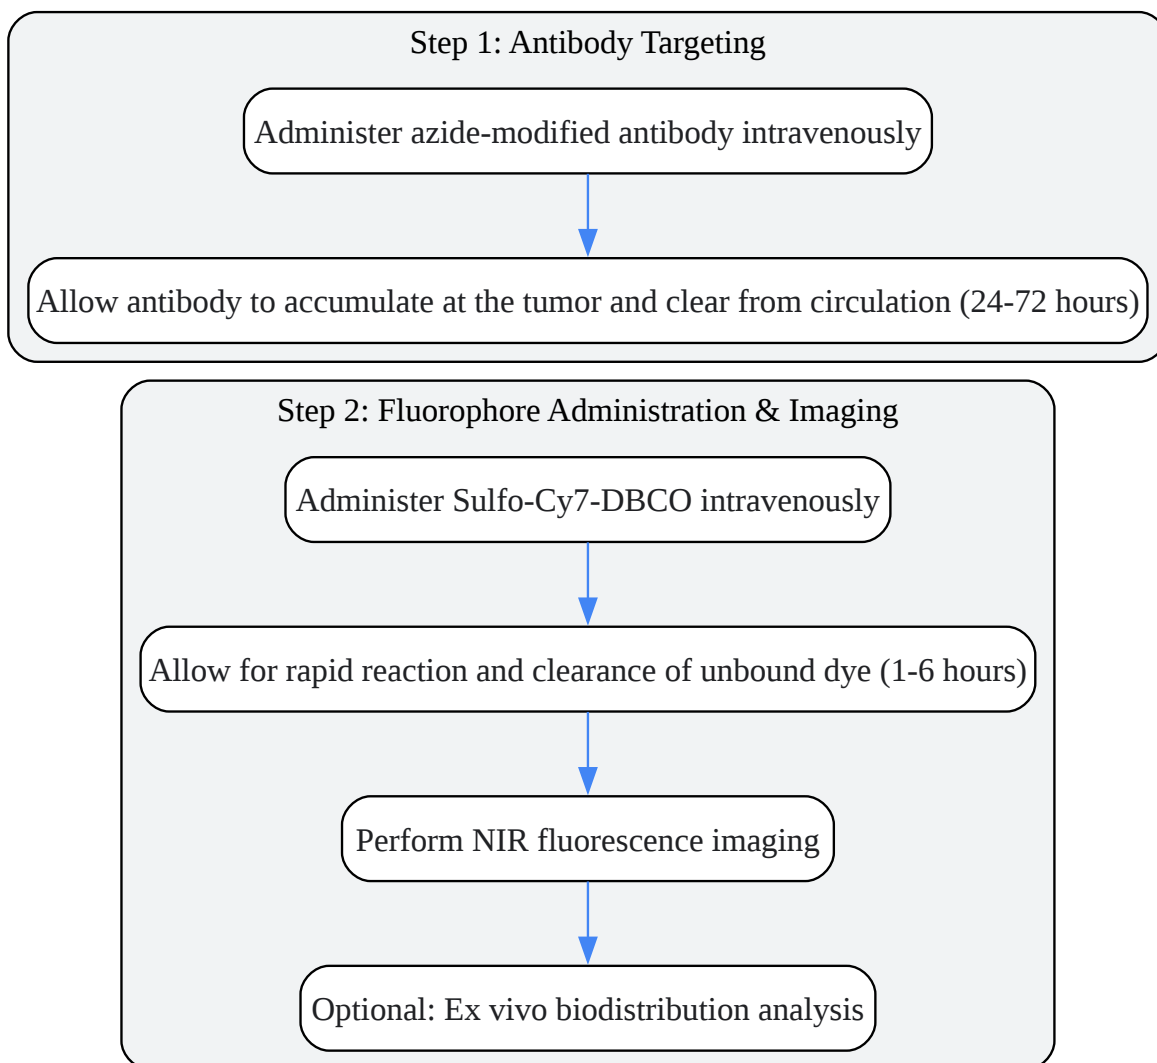 Step 1: Antibody Targeting
Administer azide-modified antibody intravenously
Allow antibody to accumulate at the tumor and clear from circulation (24-72 hours)
Step 2: Fluorophore Administration & Imaging
Administer Sulfo-Cy7-DBCO intravenously
Allow for rapid reaction and clearance of unbound dye (1-6 hours)
Perform NIR fluorescence imaging
Optional: Ex vivo biodistribution analysis